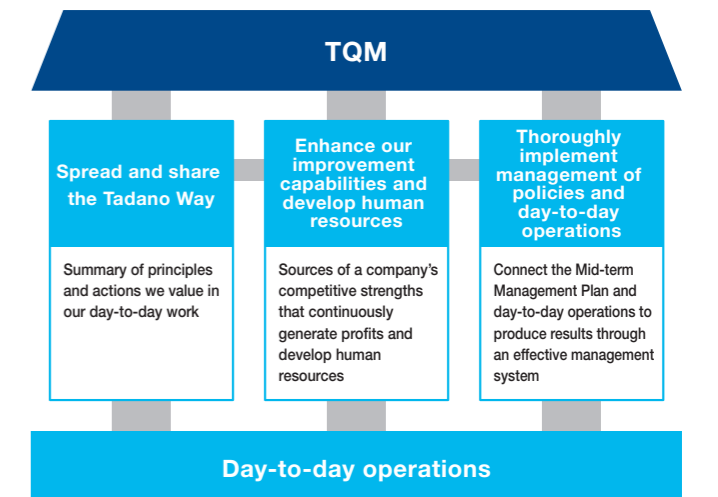 TQM
Spread and share
the Tadano Way
Summary of principles
and actions we value in
our day-to-day work
Enhance our
improvement
capabilities and
develop human
resources
Sources of a company’s
competitive strengths
that continuously
generate profits and
develop human
resources
Thoroughly
implement
management of
policies and
day-to-day
operations
Connect the Mid-term
Management Plan and
day-to-day operations to
produce results through
an effective management
system
Day-to-day operations